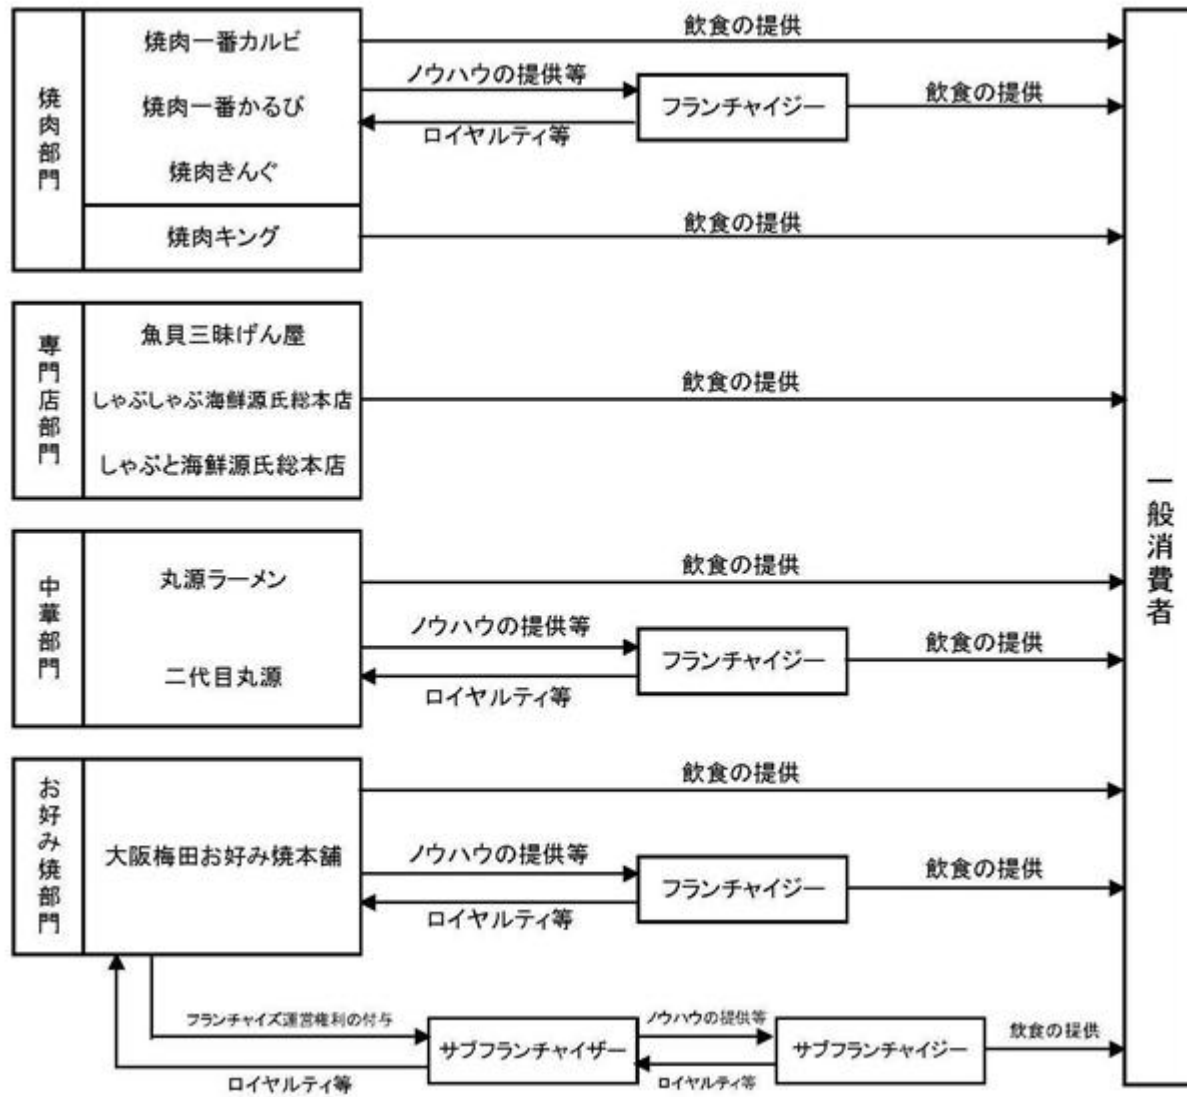 焼肉部門
焼肉一番カルビ
焼肉一番かるび
焼肉きんぐ
焼肉キング
飲食の提供
ノウハウの提供等
ロイヤルティ等
フランチャイジー
飲食の提供
飲食の提供
専門店部門
魚貝三昧げん屋
しゃぶしゃぶ海鮮源氏総本店
しゃぶと海鮮源氏総本店
飲食の提供
中華部門
丸源ラーメン
二代目丸源
飲食の提供
ノウハウの提供等
ロイヤルティ等
フランチャイジー
飲食の提供
お好み焼部門
大阪梅田お好み焼本舗
飲食の提供
ノウハウの提供等
ロイヤルティ等
フランチャイジー
飲食の提供
フランチャイズ運営権利の付与
ロイヤルティ等
サブフランチャイザー
ノウハウの提供等
ロイヤルティ等
サブフランチャイジー
飲食の提供
一般消費者